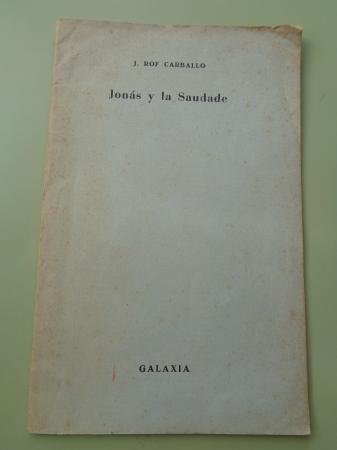 J. ROF CARBALLO
Jonás y la Saudade
GALAXIA